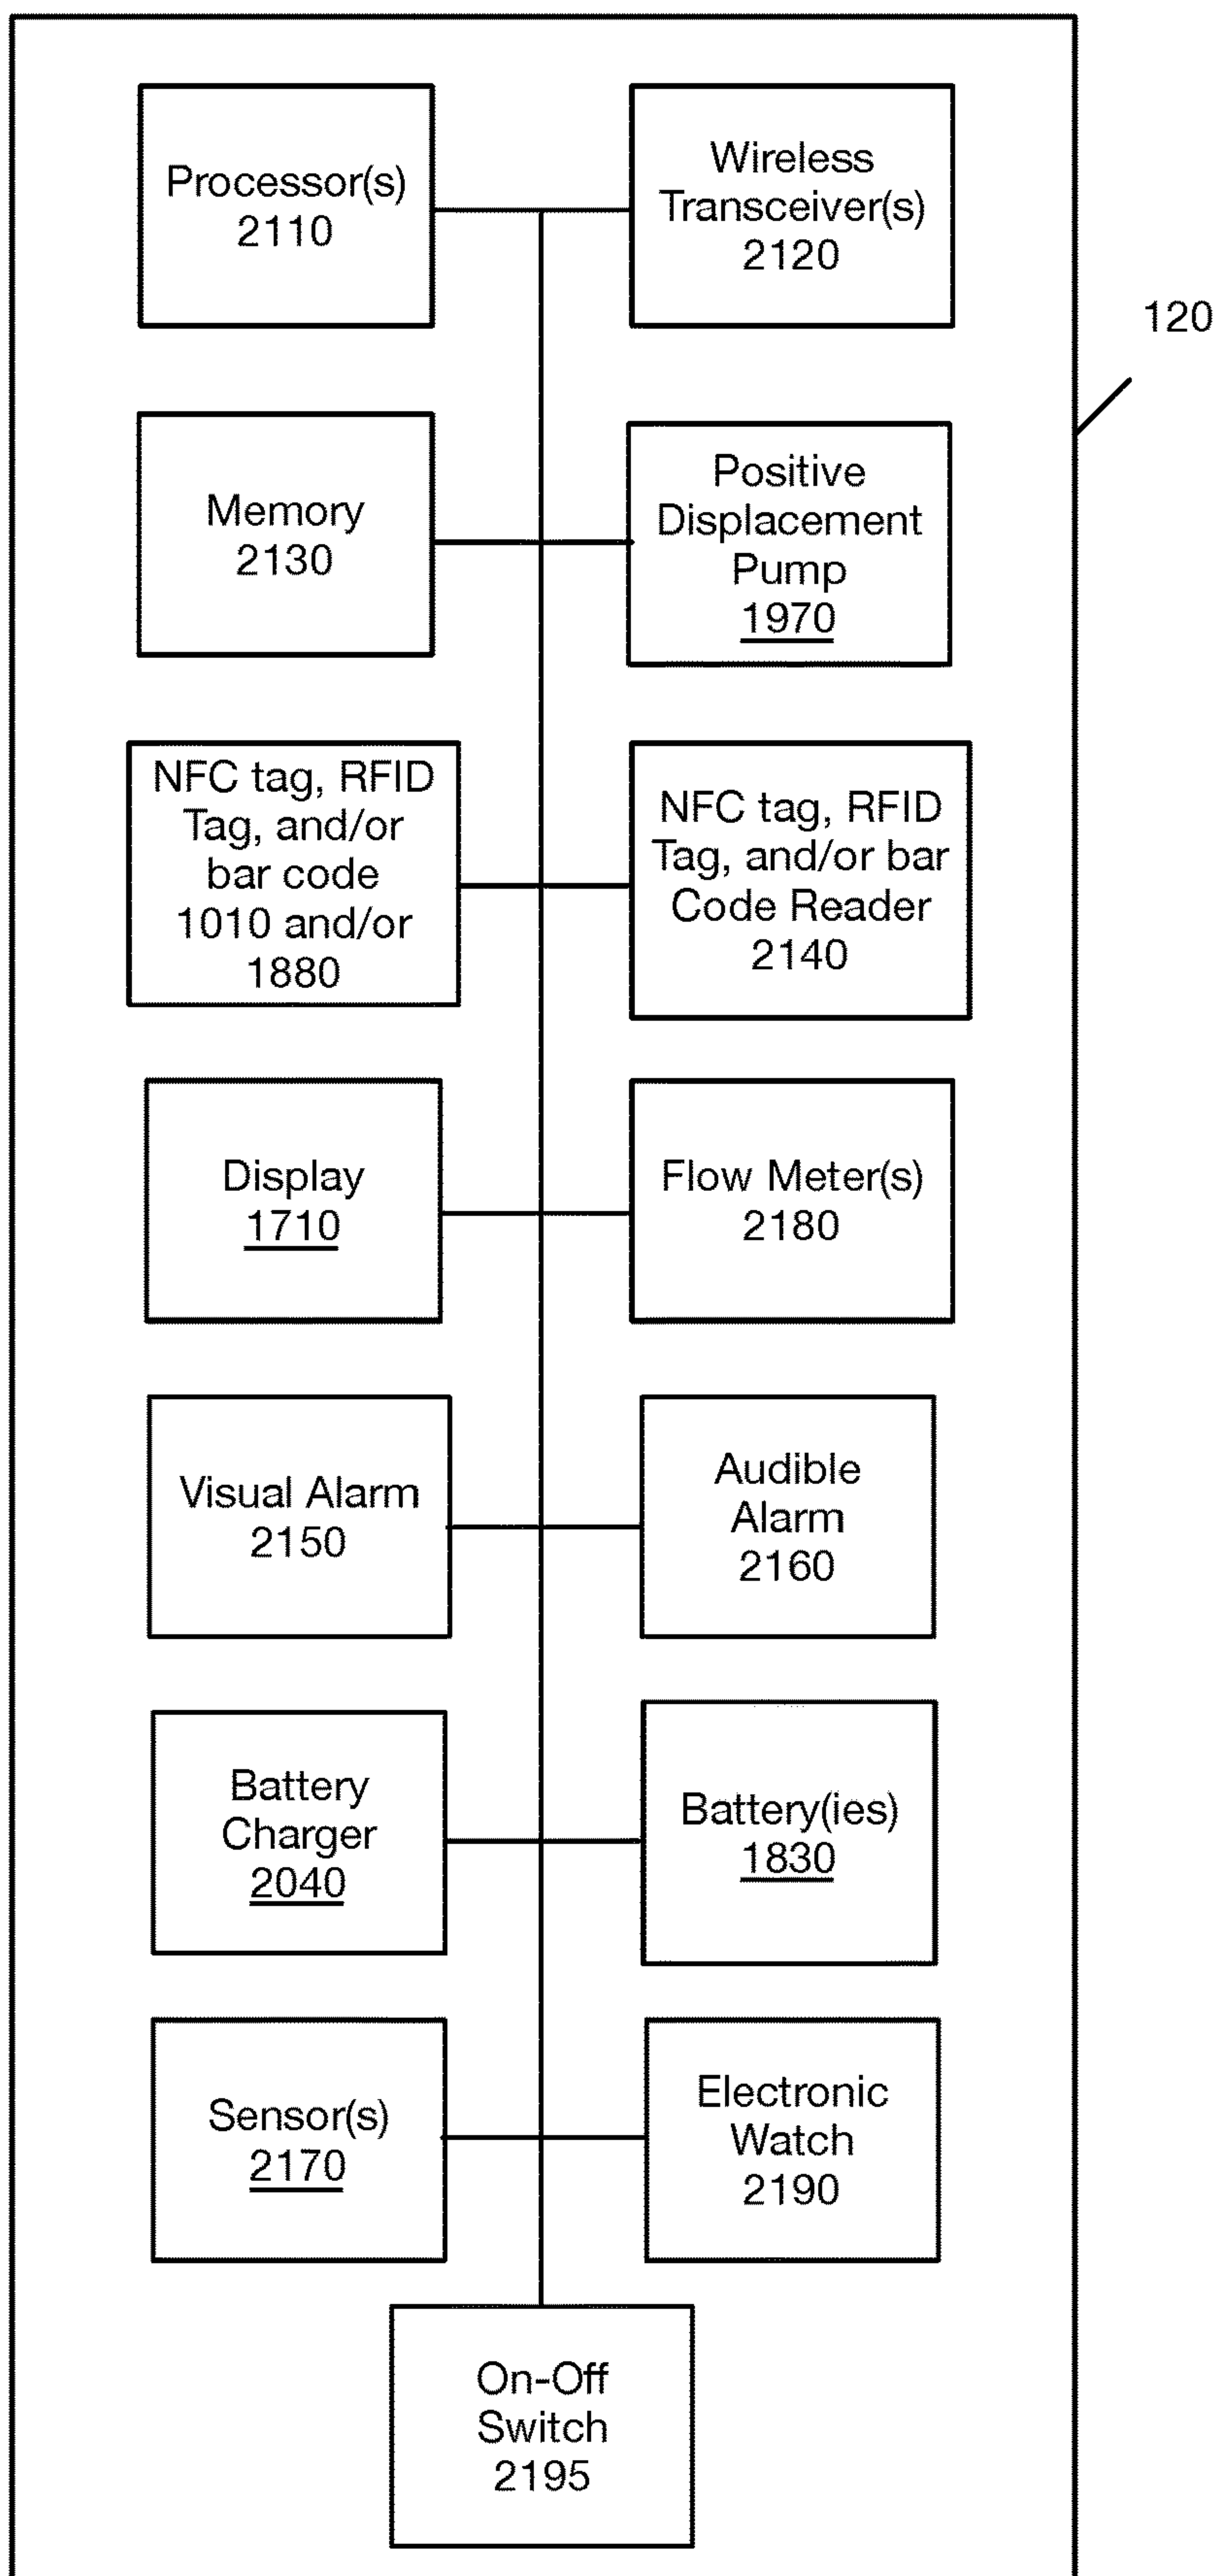 Processor(s)
2110
Wireless
Transceiver(s)
2120
120
Memory
2130
Positive
Displacement
Pump
1970
NFC tag, RFID
Tag, and/or
bar code
1010 and/or
1880
NFC tag, RFID
Tag, and/or bar
Code Reader
2140
Display
1710
Flow Meter(s)
2180
Visual Alarm
2150
Audible
Alarm
2160
Battery
Charger
2040
Battery(ies)
1830
Sensor(s)
2170
Electronic
Watch
2190
On-Off
Switch
2195